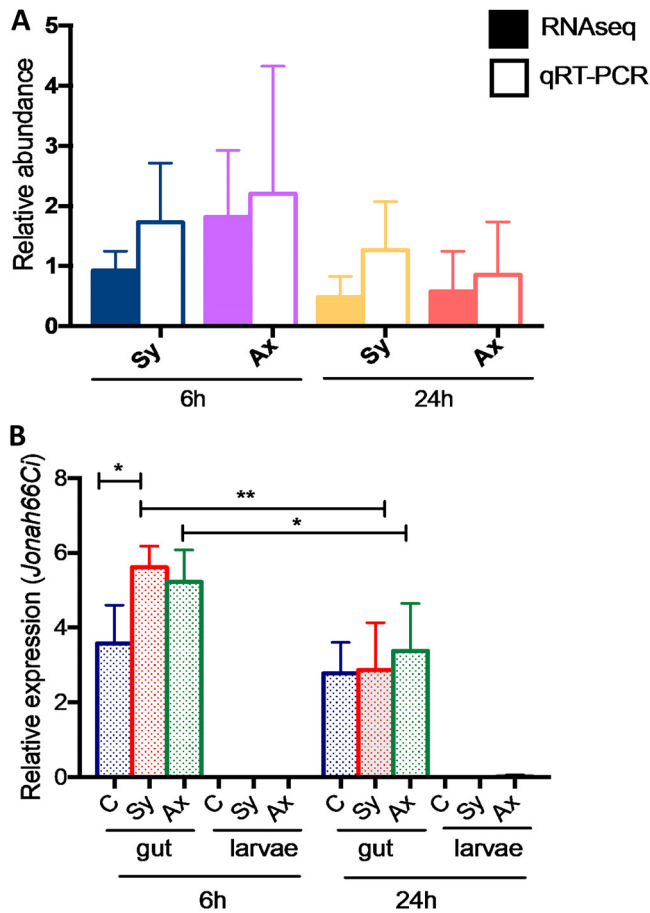 A
5
4
3
2
1
0
Relative abundance
RNAseq
qRT-PCR
Sy Ax Sy Ax
6h 24h
B
8
6
4
2
0
Relative expression (Jonah66Ci)
*
**
*
C Sy Ax C Sy Ax C Sy Ax C Sy Ax
gut larvae gut larvae
6h 24h